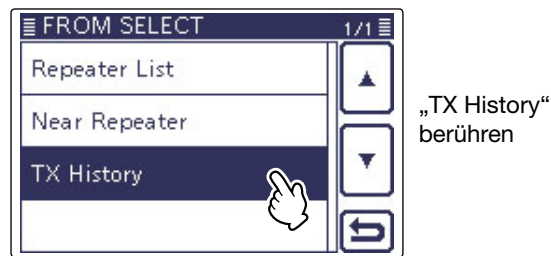 FROM SELECT 1/1
Repeater List
Near Repeater
TX History
„TX History“
berühren